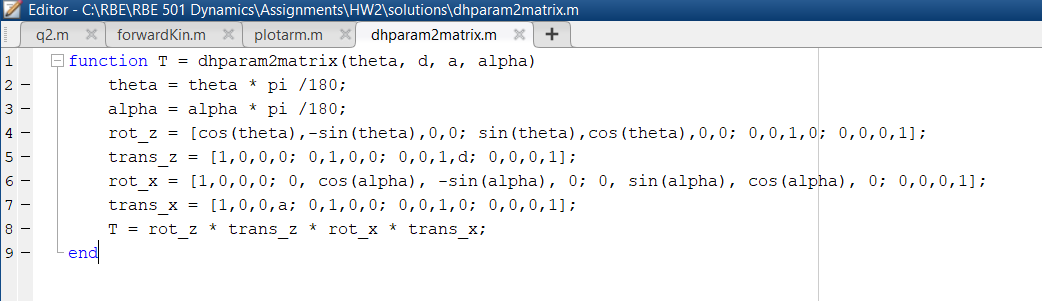 Editor - C:\RBE\RBE 501 Dynamics\Assignments\HW2\solutions\dhparam2matrix.m
q2.m × forwardKin.m × plotarm.m × dhparam2matrix.m × +
1 function T = dhparam2matrix(theta, d, a, alpha)
2 – theta = theta * pi /180;
3 – alpha = alpha * pi /180;
4 – rot_z = [cos(theta),-sin(theta),0,0; sin(theta),cos(theta),0,0; 0,0,1,0; 0,0,0,1];
5 – trans_z = [1,0,0,0; 0,1,0,0; 0,0,1,d; 0,0,0,1];
6 – rot_x = [1,0,0,0; 0, cos(alpha), -sin(alpha), 0; 0, sin(alpha), cos(alpha), 0; 0,0,0,1];
7 – trans_x = [1,0,0,a; 0,1,0,0; 0,0,1,0; 0,0,0,1];
8 – T = rot_z * trans_z * rot_x * trans_x;
9 – end